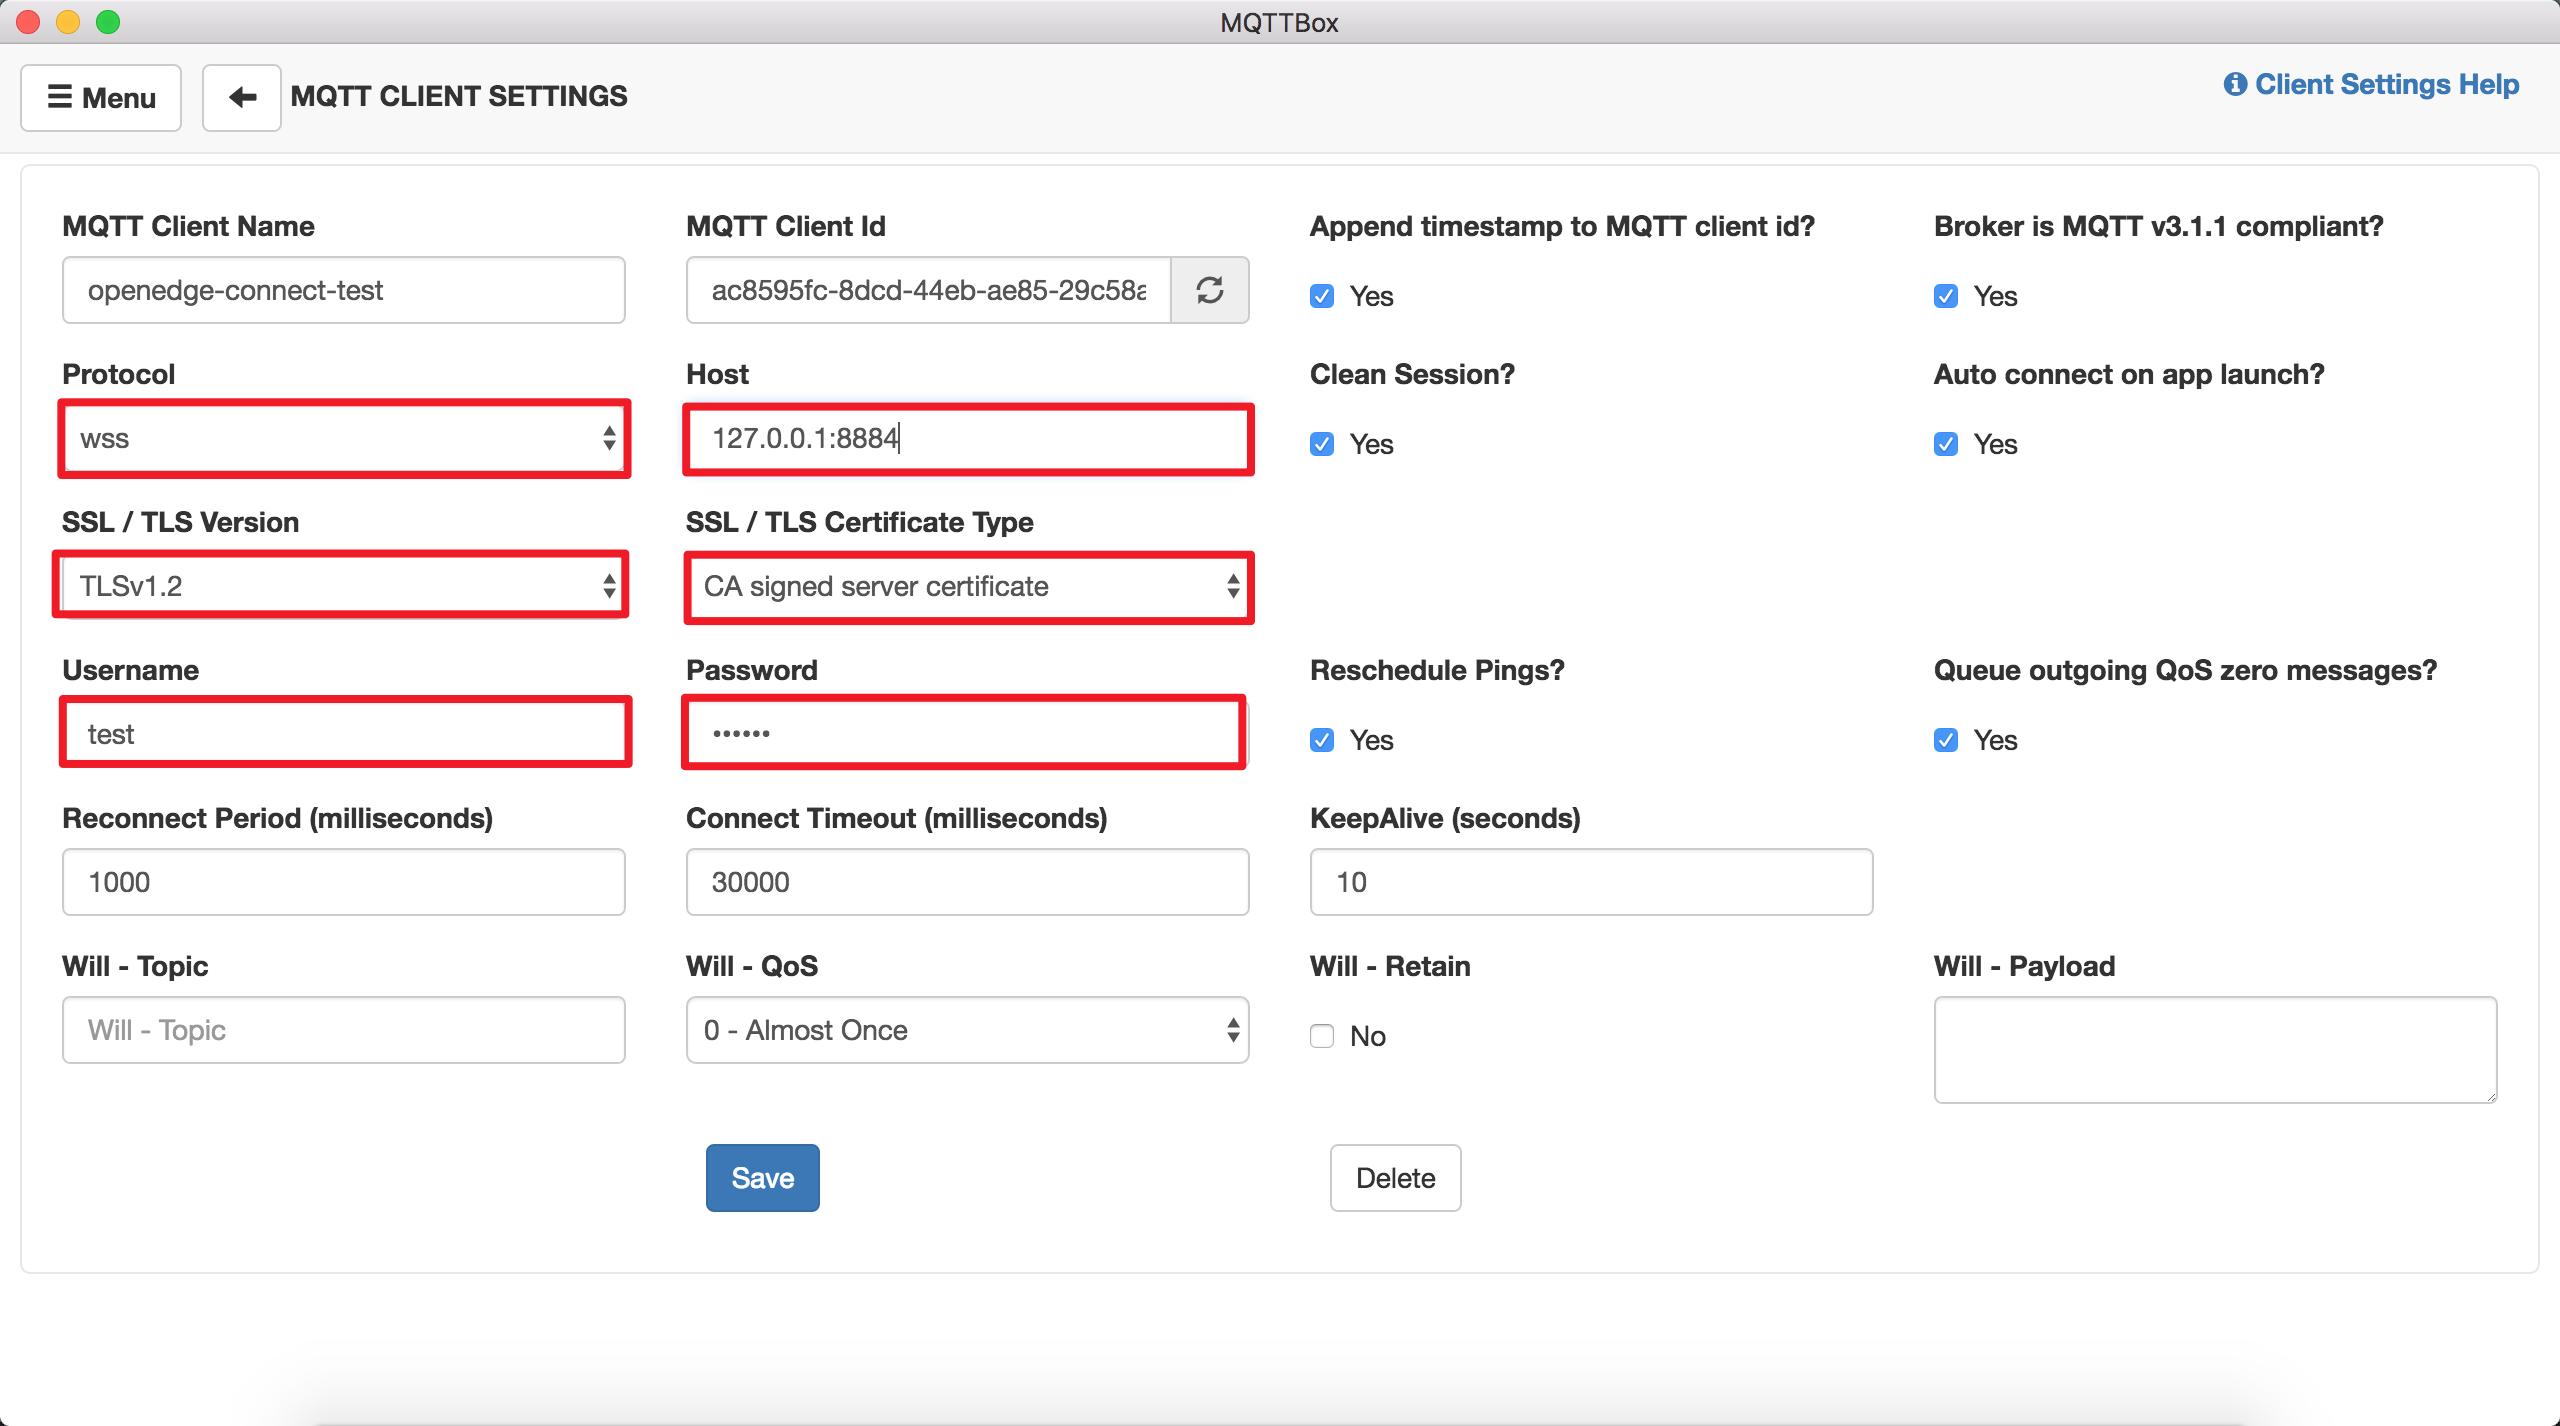 MQTTBox
Menu
MQTT CLIENT SETTINGS
Client Settings Help
MQTT Client Name
MQTT Client Id
Append timestamp to MQTT client id?
Broker is MQTT v3.1.1 compliant?
openedge-connect-test
ac8595fc-8dcd-44eb-ae85-29c58a
Yes
Yes
Protocol
Host
Clean Session?
Auto connect on app launch?
wss
127.0.0.1:8884
Yes
Yes
SSL / TLS Version
SSL / TLS Certificate Type
TLSv1.2
CA signed server certificate
Username
Password
Reschedule Pings?
Queue outgoing QoS zero messages?
test
••••••
Yes
Yes
Reconnect Period (milliseconds)
Connect Timeout (milliseconds)
KeepAlive (seconds)
1000
30000
10
Will - Topic
Will - QoS
Will - Retain
Will - Payload
Will - Topic
0 - Almost Once
No
Save
Delete